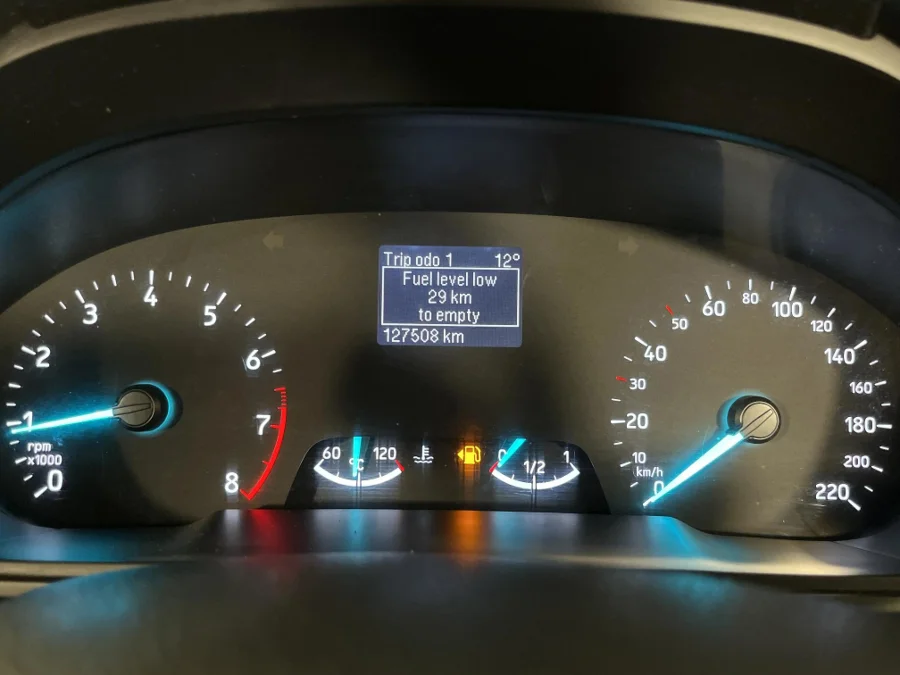 Trip odo 1 12°
Fuel level low
29 km
to empty
127508 km
0
1
2
3
4
5
6
7
8
rpm
x1000
60 °C 120
0 1/2 1
0
10
20
30
40
50
60
80
100
120
140
160
180
200
220
km/h